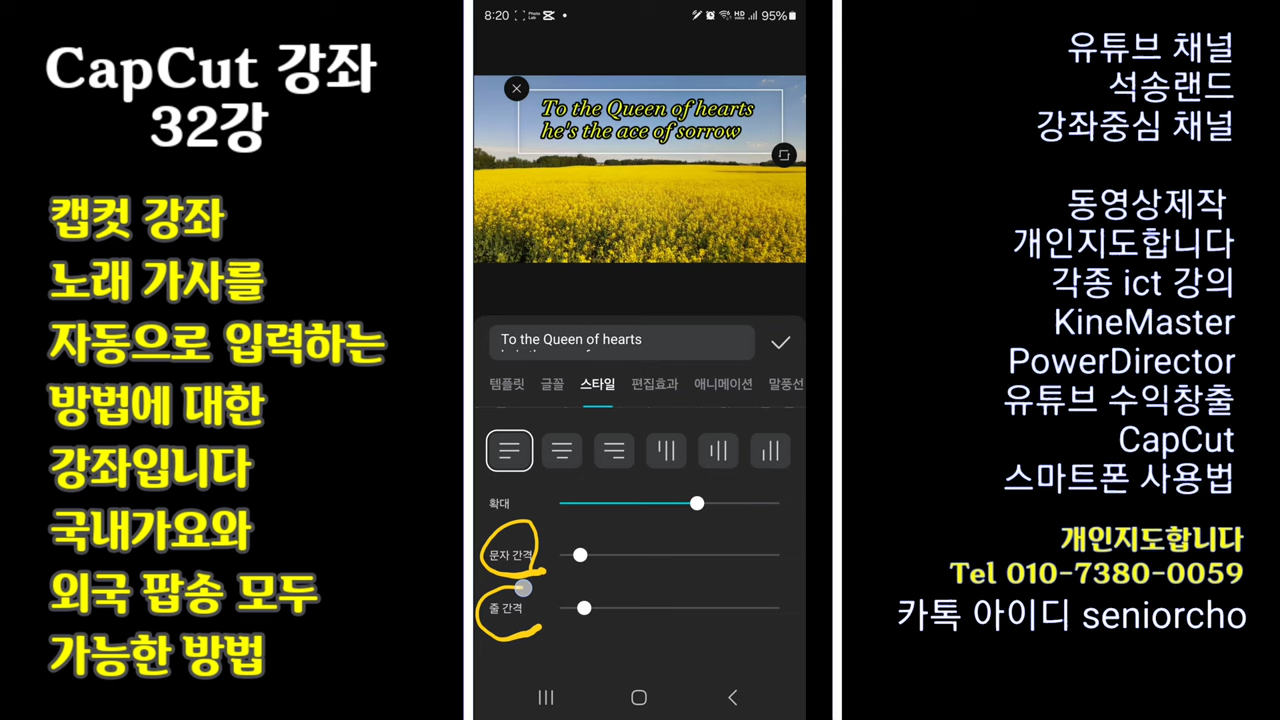 CapCut 강좌
32강
캡컷 강좌
노래 가사를
자동으로 입력하는
방법에 대한
강좌입니다
국내가요와
외국 팝송 모두
가능한 방법
8:20
95%
To the Queen of hearts
he's the ace of sorrow
To the Queen of hearts
템플릿 글꼴 스타일 편집효과 애니메이션 말풍선
확대
문자 간격
줄 간격
유튜브 채널
석송랜드
강좌중심 채널
동영상제작
개인지도합니다
각종 ict 강의
KineMaster
PowerDirector
유튜브 수익창출
CapCut
스마트폰 사용법
개인지도합니다
Tel 010-7380-0059
카톡 아이디 seniorcho